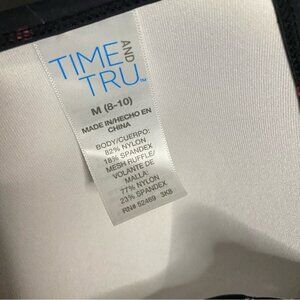 TIME AND
TRU™
M (8-10)
MADE IN/HECHO EN
CHINA
BODY/CUERPO:
82% NYLON
18% SPANDEX
MESH RUFFLE/
VOLANTE DE
MALLA:
77% NYLON
23% SPANDEX
RN# 52469 3K8